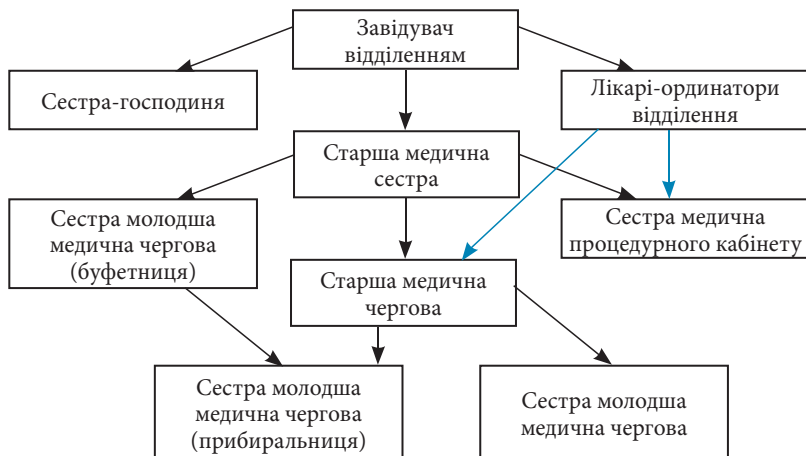 Завідувач
відділенням
Сестра-господиня
Лікарі-ординатори
відділення
Старша медична
сестра
Сестра молодша
медична чергова
(буфетниця)
Сестра медична
процедурного кабінету
Старша медична
чергова
Сестра молодша
медична чергова
(прибиральниця)
Сестра молодша
медична чергова